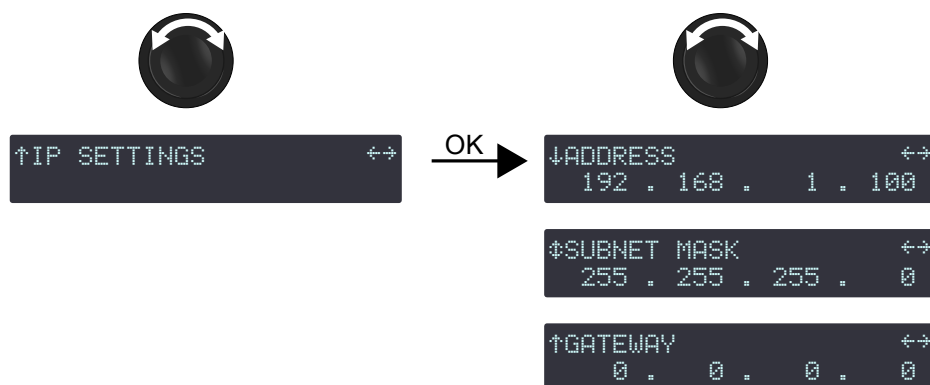 ↑IP SETTINGS ↔
OK
↓ADDRESS ↔
192 . 168 . 1 . 100
↕SUBNET MASK ↔
255 . 255 . 255 . 0
↑GATEWAY ↔
0 . 0 . 0 . 0